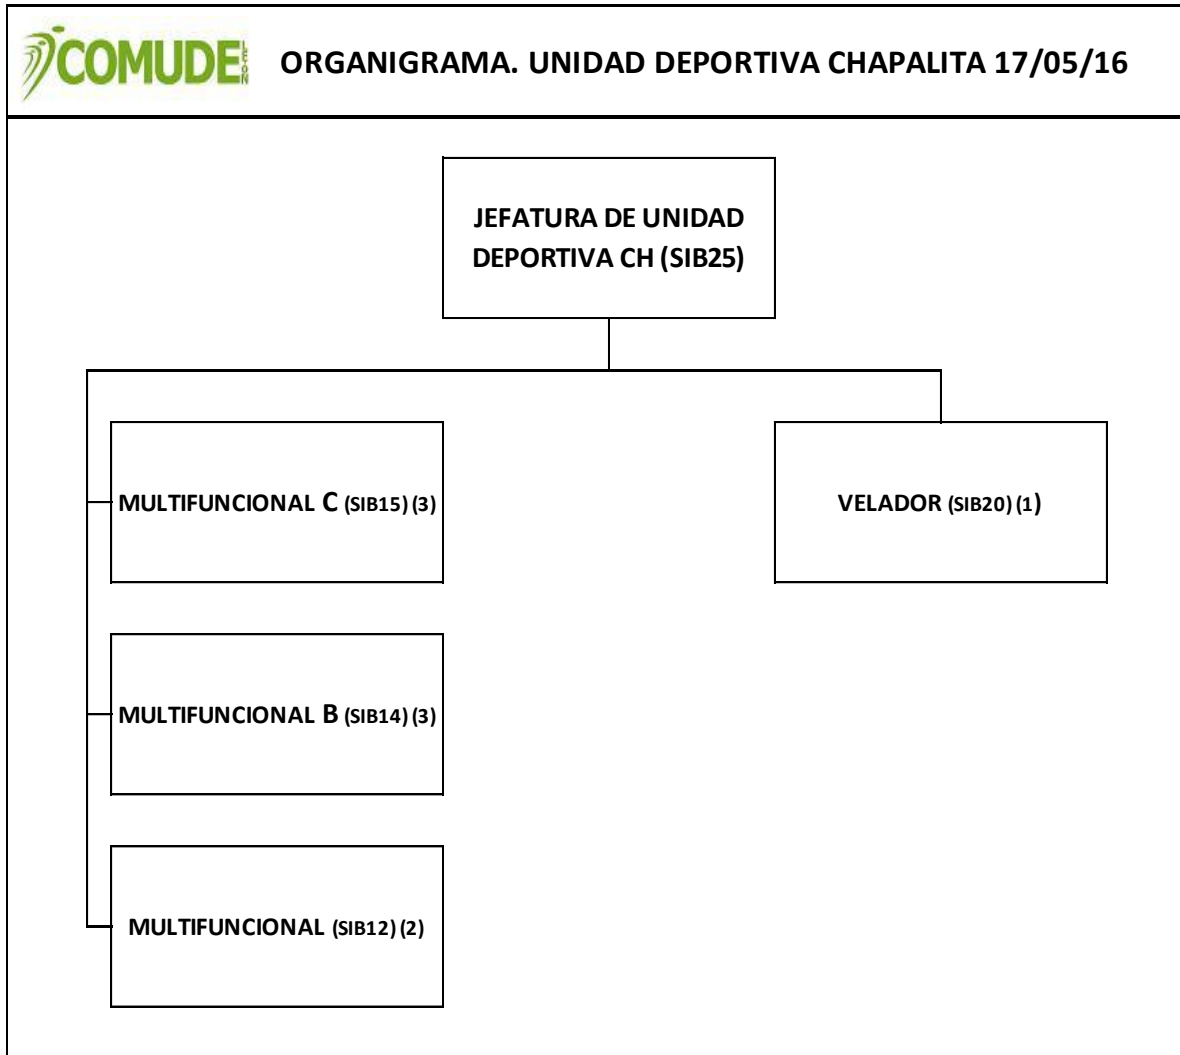 COMUDE LEON
ORGANIGRAMA. UNIDAD DEPORTIVA CHAPALITA 17/05/16
JEFATURA DE UNIDAD
DEPORTIVA CH (SIB25)
MULTIFUNCIONAL C (SIB15) (3)
VELADOR (SIB20) (1)
MULTIFUNCIONAL B (SIB14) (3)
MULTIFUNCIONAL (SIB12) (2)